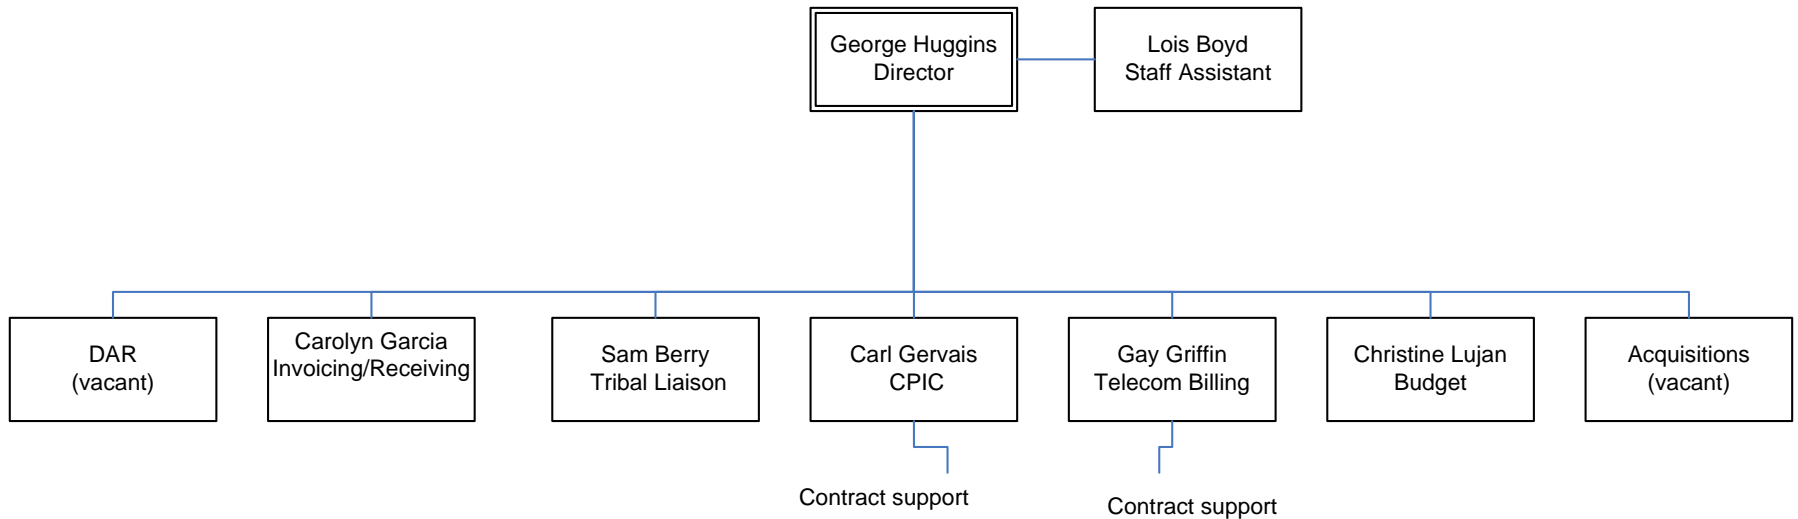 George Huggins
Director
Lois Boyd
Staff Assistant
DAR
(vacant)
Carolyn Garcia
Invoicing/Receiving
Sam Berry
Tribal Liaison
Carl Gervais
CPIC
Gay Griffin
Telecom Billing
Christine Lujan
Budget
Acquisitions
(vacant)
Contract support
Contract support